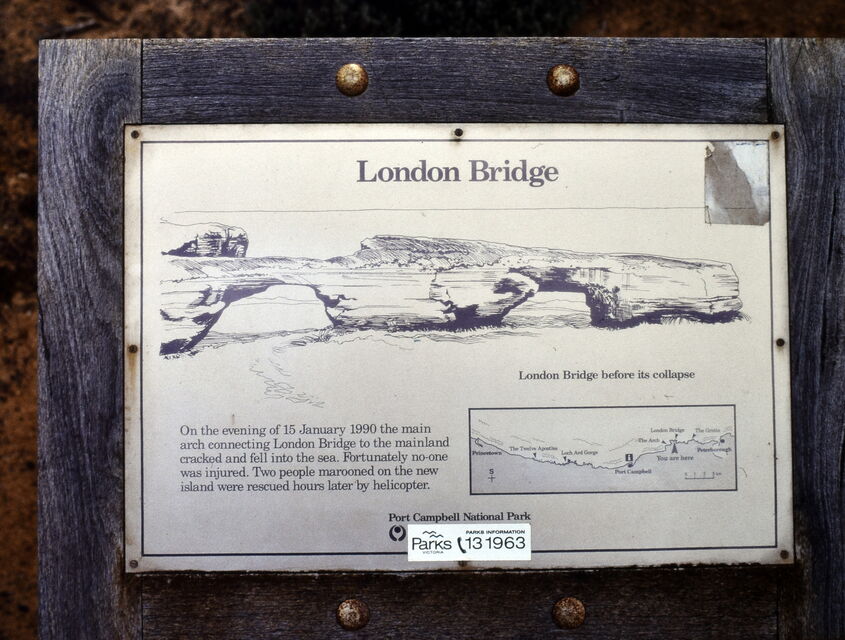 London Bridge
London Bridge before its collapse
On the evening of 15 January 1990 the main
arch connecting London Bridge to the mainland
cracked and fell into the sea. Fortunately no-one
was injured. Two people marooned on the new
island were rescued hours later by helicopter.
London Bridge
The Grotto
The Arch
Peterborough
Princetown
The Twelve Apostles
Loch Ard Gorge
You are here
Port Campbell
S
Port Campbell National Park
PARKS INFORMATION
Parks
VICTORIA
13 1963